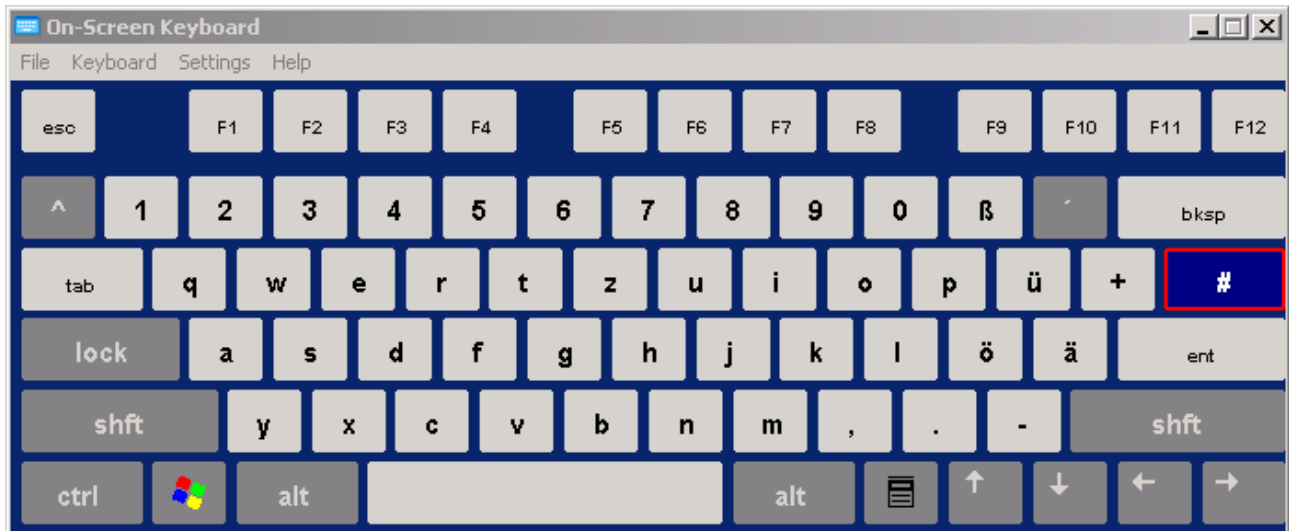 On-Screen Keyboard
File Keyboard Settings Help
esc F1 F2 F3 F4 F5 F6 F7 F8 F9 F10 F11 F12
^ 1 2 3 4 5 6 7 8 9 0 ß ´ bksp
tab q w e r t z u i o p ü + #
lock a s d f g h j k l ö ä ent
shft y x c v b n m , . - shft
ctrl alt alt ↑ ↓ ← →